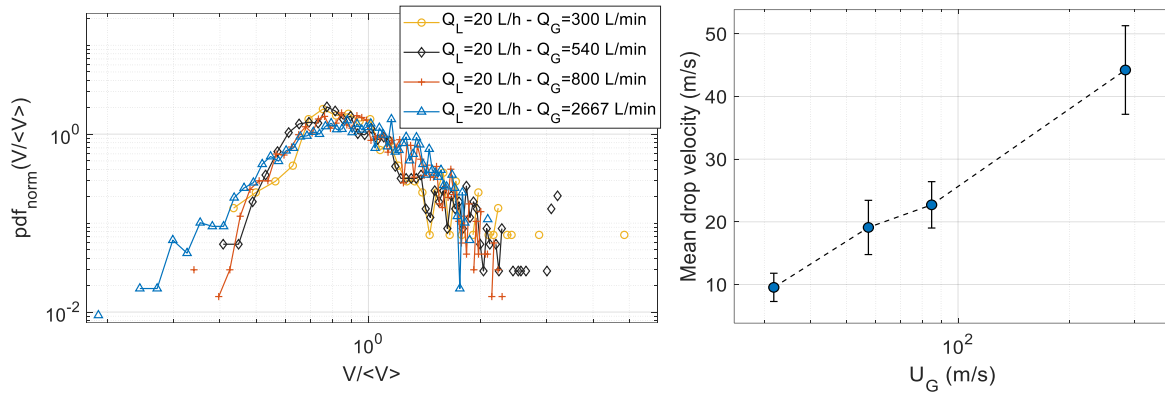 Q_L=20 L/h - Q_G=300 L/min
Q_L=20 L/h - Q_G=540 L/min
Q_L=20 L/h - Q_G=800 L/min
Q_L=20 L/h - Q_G=2667 L/min
pdf_norm(V/<V>)
10^0
10^-2
10^0
V/<V>
Mean drop velocity (m/s)
50
40
30
20
10
10^2
U_G (m/s)